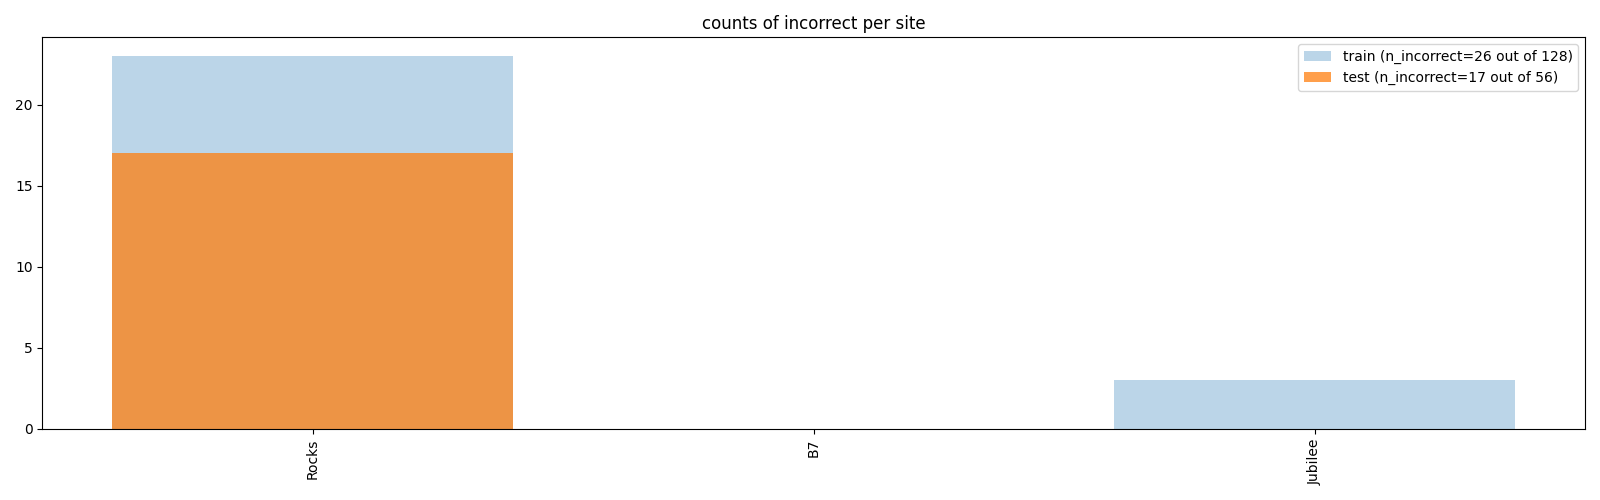 counts of incorrect per site
train (n_incorrect=26 out of 128)
test (n_incorrect=17 out of 56)
20
15
10
5
0
Rocks
B7
Jubilee